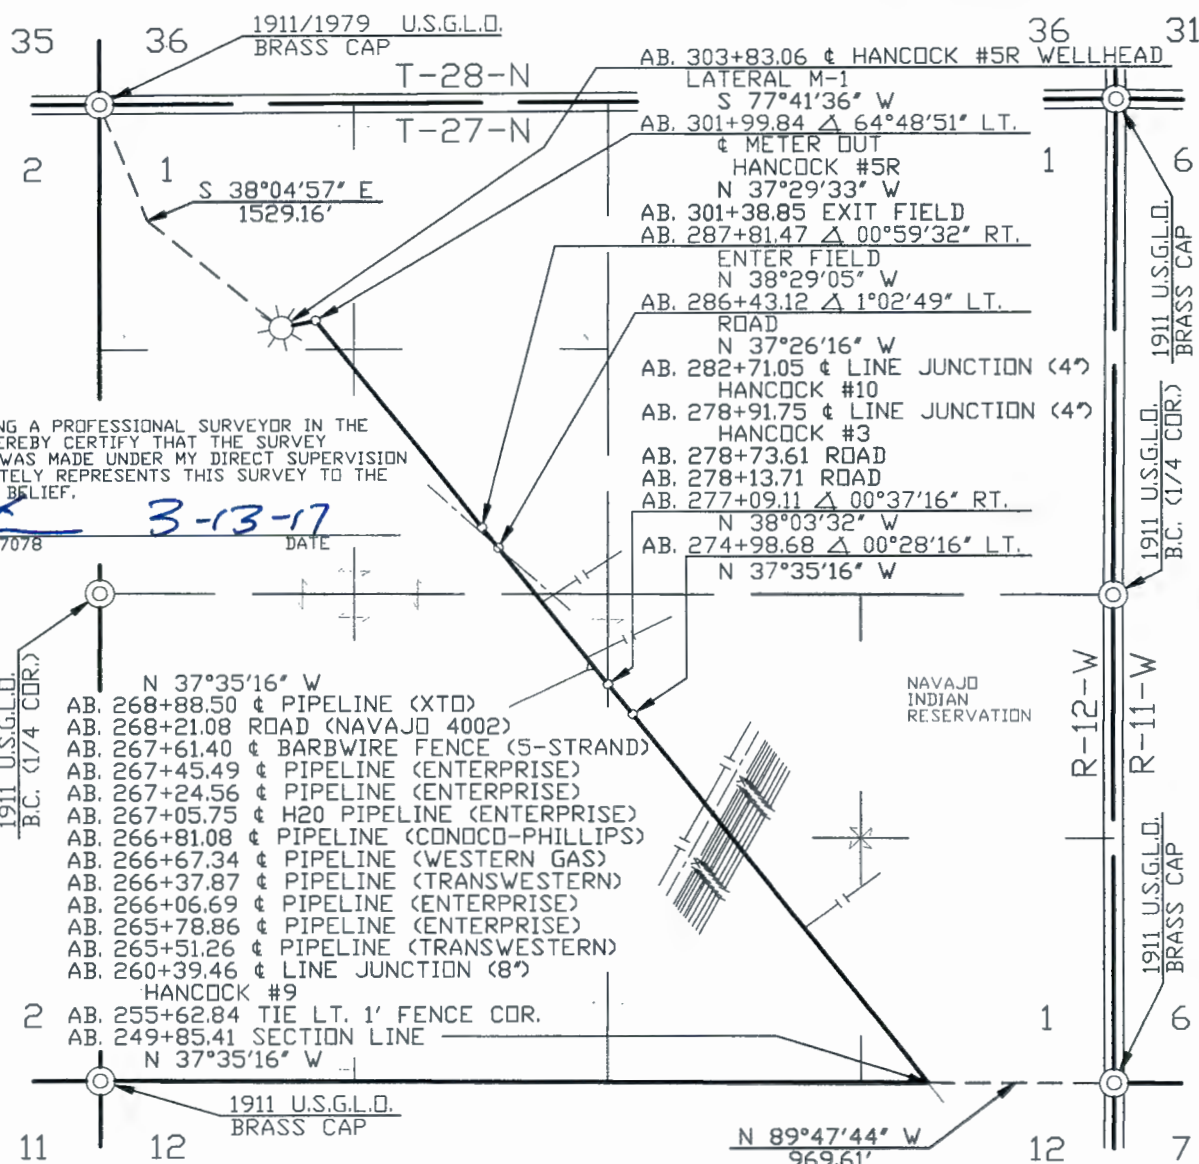 35
36
1911/1979 U.S.G.L.O.
BRASS CAP
T-28-N
T-27-N
36
31
2
1
1
6
S 38°04'57" E
1529.16'
AB. 303+83.06 ℄ HANCOCK #5R WELLHEAD
LATERAL M-1
S 77°41'36" W
AB. 301+99.84 △ 64°48'51" LT.
℄ METER OUT
HANCOCK #5R
N 37°29'33" W
AB. 301+38.85 EXIT FIELD
AB. 287+81.47 △ 00°59'32" RT.
ENTER FIELD
N 38°29'05" W
AB. 286+43.12 △ 1°02'49" LT.
ROAD
N 37°26'16" W
AB. 282+71.05 ℄ LINE JUNCTION (4")
HANCOCK #10
AB. 278+91.75 ℄ LINE JUNCTION (4")
HANCOCK #3
AB. 278+73.61 ROAD
AB. 278+13.71 ROAD
AB. 277+09.11 △ 00°37'16" RT.
N 38°03'32" W
AB. 274+98.68 △ 00°28'16" LT.
N 37°35'16" W
1911 U.S.G.L.O.
BRASS CAP
1911 U.S.G.L.O.
B.C. (1/4 COR.)
NG A PROFESSIONAL SURVEYOR IN THE
EREBY CERTIFY THAT THE SURVEY
WAS MADE UNDER MY DIRECT SUPERVISION
TELY REPRESENTS THIS SURVEY TO THE
BELIEF.
3-13-17
7078 DATE
1911 U.S.G.L.O.
B.C. (1/4 COR.)
N 37°35'16" W
AB. 268+88.50 ℄ PIPELINE (XTO)
AB. 268+21.08 ROAD (NAVAJO 4002)
AB. 267+61.40 ℄ BARBWIRE FENCE (5-STRAND)
AB. 267+45.49 ℄ PIPELINE (ENTERPRISE)
AB. 267+24.56 ℄ PIPELINE (ENTERPRISE)
AB. 267+05.75 ℄ H20 PIPELINE (ENTERPRISE)
AB. 266+81.08 ℄ PIPELINE (CONOCO-PHILLIPS)
AB. 266+67.34 ℄ PIPELINE (WESTERN GAS)
AB. 266+37.87 ℄ PIPELINE (TRANSWESTERN)
AB. 266+06.69 ℄ PIPELINE (ENTERPRISE)
AB. 265+78.86 ℄ PIPELINE (ENTERPRISE)
AB. 265+51.26 ℄ PIPELINE (TRANSWESTERN)
AB. 260+39.46 ℄ LINE JUNCTION (8")
HANCOCK #9
AB. 255+62.84 TIE LT. 1' FENCE COR.
AB. 249+85.41 SECTION LINE
N 37°35'16" W
NAVAJO
INDIAN
RESERVATION
R-12-W
R-11-W
1911 U.S.G.L.O.
BRASS CAP
2
1
6
1911 U.S.G.L.O.
BRASS CAP
N 89°47'44" W
969.61'
11
12
12
7